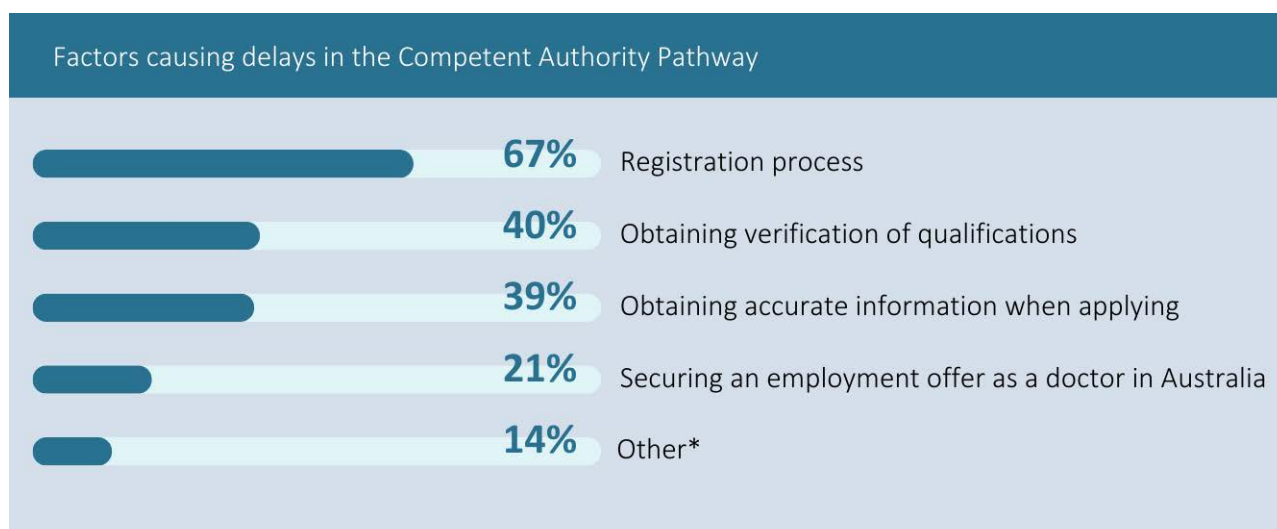 Factors causing delays in the Competent Authority Pathway
67% Registration process
40% Obtaining verification of qualifications
39% Obtaining accurate information when applying
21% Securing an employment offer as a doctor in Australia
14% Other*